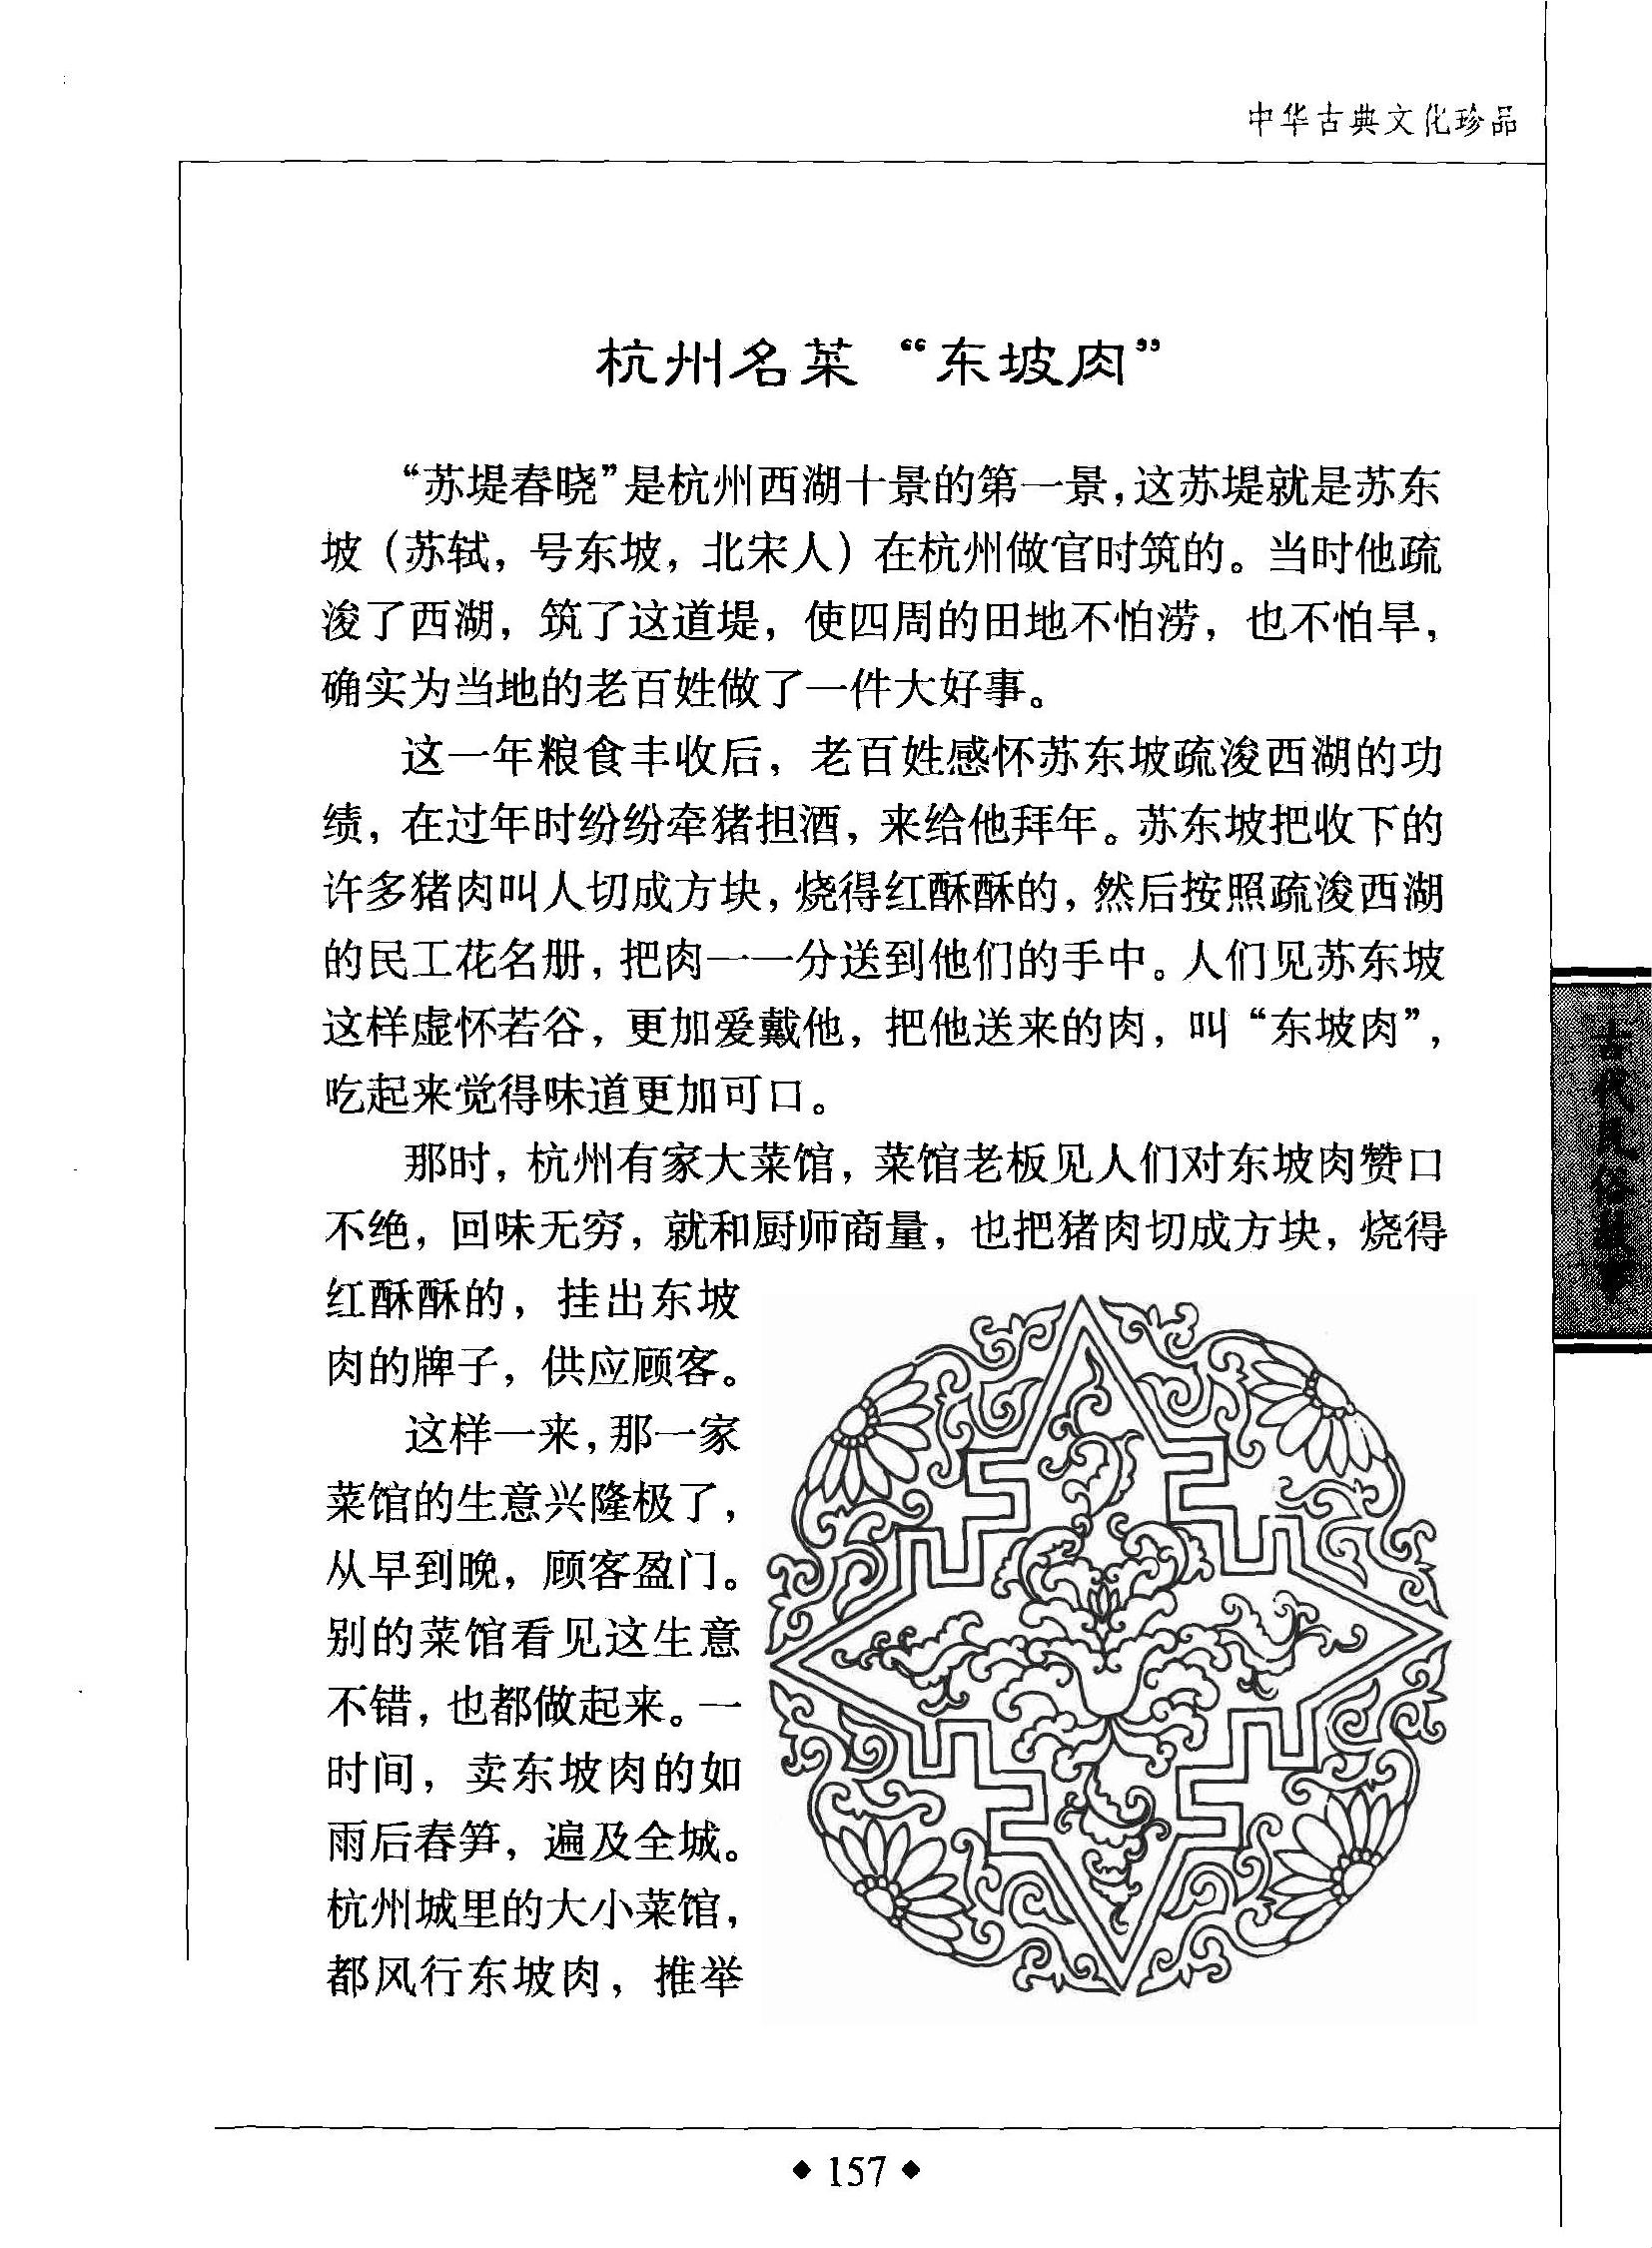 中华古典文化珍品
杭州名菜“东坡肉”
“苏堤春晓”是杭州西湖十景的第一景,这苏堤就是苏东
坡（苏轼，号东坡，北宋人）在杭州做官时筑的。当时他疏
浚了西湖，筑了这道堤，使四周的田地不怕涝，也不怕旱，
确实为当地的老百姓做了一件大好事。
这一年粮食丰收后，老百姓感怀苏东坡疏浚西湖的功
绩，在过年时纷纷牵猪担酒，来给他拜年。苏东坡把收下的
许多猪肉叫人切成方块，烧得红酥酥的，然后按照疏浚西湖
的民工花名册，把肉一一分送到他们的手中。人们见苏东坡
这样虚怀若谷，更加爱戴他，把他送来的肉，叫“东坡肉”，
吃起来觉得味道更加可口。
那时，杭州有家大菜馆，菜馆老板见人们对东坡肉赞口
不绝，回味无穷，就和厨师商量，也把猪肉切成方块，烧得
红酥酥的，挂出东坡
肉的牌子，供应顾客。
这样一来，那一家
菜馆的生意兴隆极了，
从早到晚，顾客盈门。
别的菜馆看见这生意
不错，也都做起来。一
时间，卖东坡肉的如
雨后春笋，遍及全城。
杭州城里的大小菜馆，
都风行东坡肉，推举
古代民俗故事
◆ 157 ◆